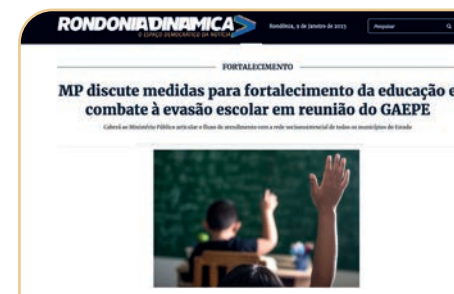 RONDONIADINÂMICA
O ESPAÇO DEMOCRÁTICO DA NOTÍCIA
Rondônia, 9 de Janeiro de 2023
Pesquisar
FORTALECIMENTO
MP discute medidas para fortalecimento da educação e
combate à evasão escolar em reunião do GAEPE
Caberá ao Ministério Público articular o fluxo de atendimento com a rede socioassistencial de todos os municípios do Estado